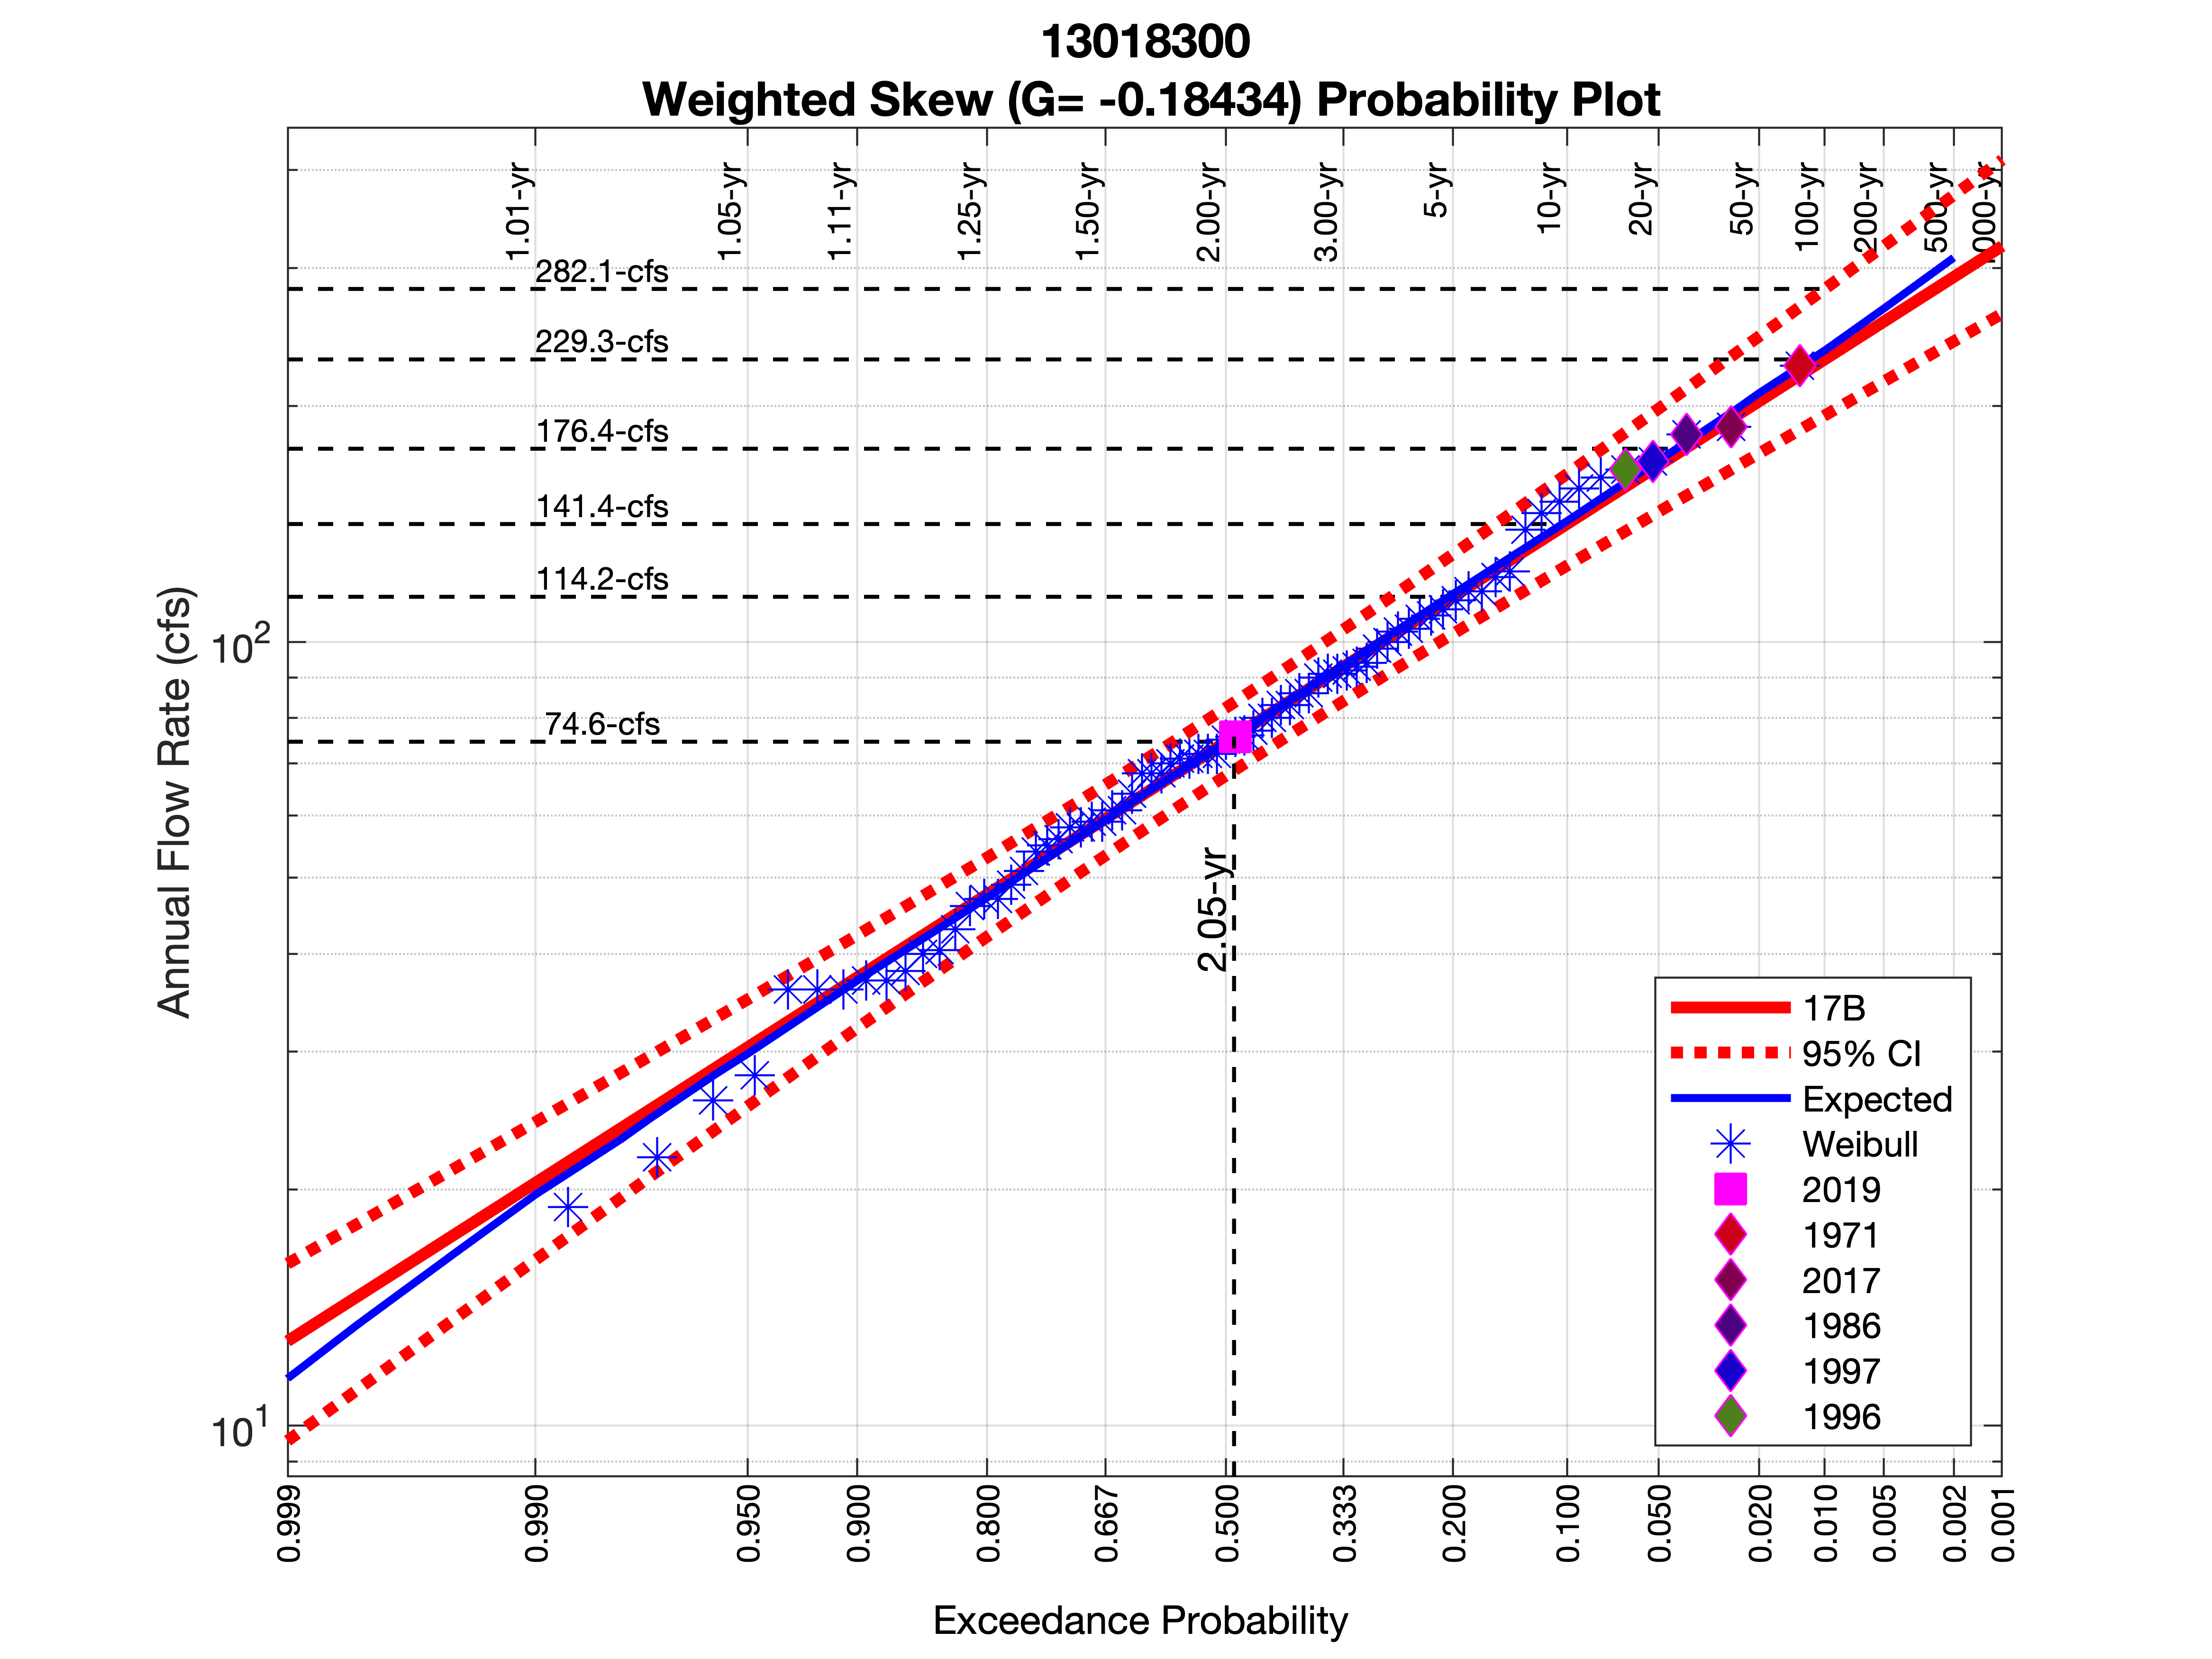 13018300
Weighted Skew (G= -0.18434) Probability Plot
1.01-yr
1.05-yr
1.11-yr
1.25-yr
1.50-yr
2.00-yr
3.00-yr
5-yr
10-yr
20-yr
50-yr
100-yr
200-yr
500-yr
282.1-cfs
229.3-cfs
176.4-cfs
141.4-cfs
114.2-cfs
74.6-cfs
2.05-yr
Annual Flow Rate (cfs)
10²
10¹
17B
95% CI
Expected
Weibull
2019
1971
2017
1986
1997
1996
0.999
0.990
0.950
0.900
0.800
0.667
0.500
0.333
0.200
0.100
0.050
0.020
0.010
0.005
0.002
0.001
Exceedance Probability